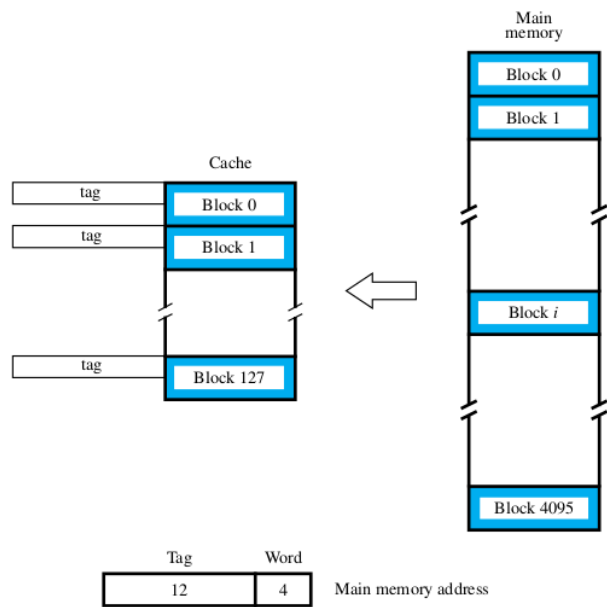 Main
memory
Block 0
Block 1
Cache
tag
Block 0
tag
Block 1
Block i
tag
Block 127
Block 4095
Tag Word
12 4 Main memory address